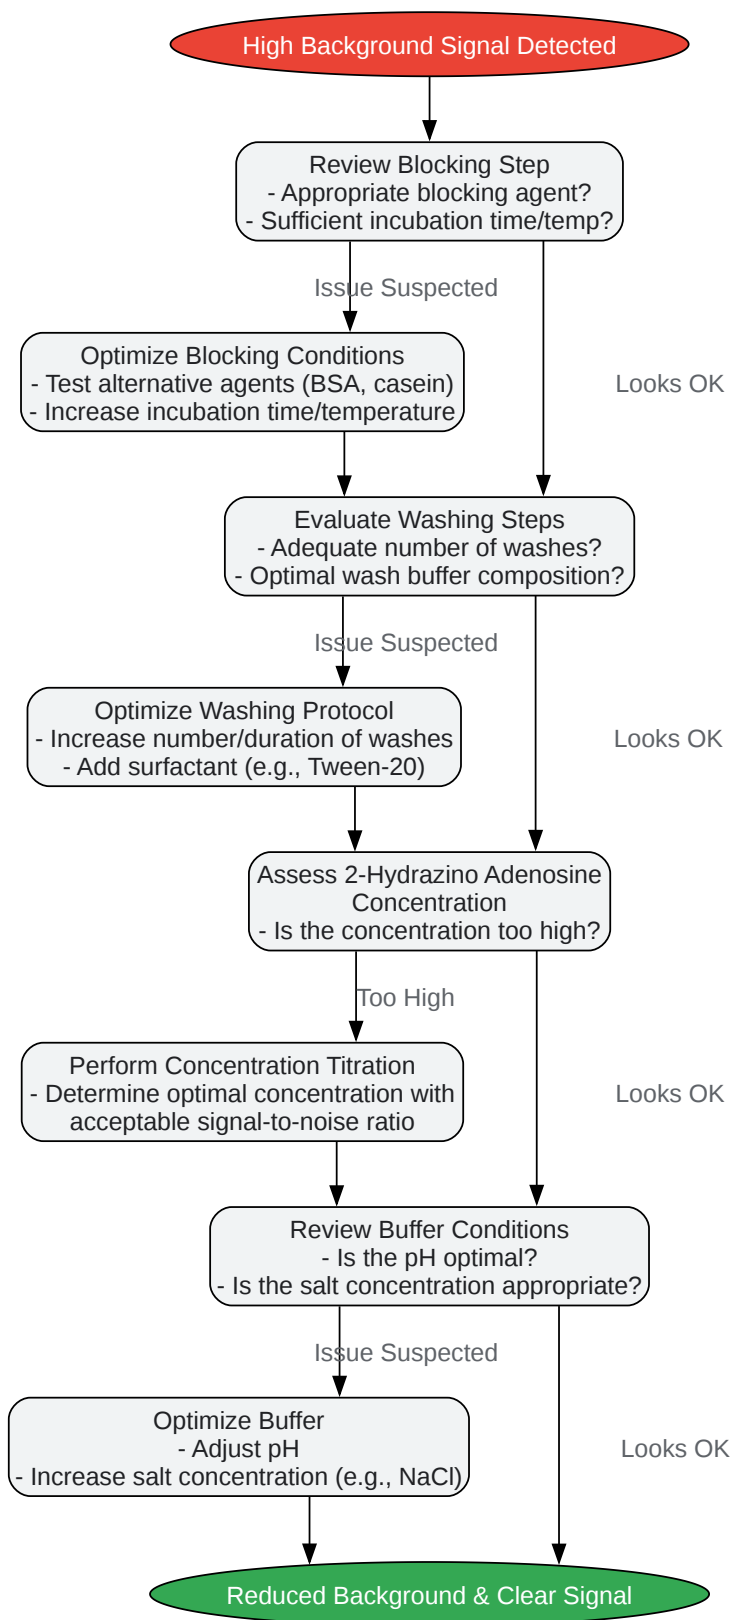 High Background Signal Detected
Review Blocking Step
- Appropriate blocking agent?
- Sufficient incubation time/temp?
Issue Suspected
Optimize Blocking Conditions
- Test alternative agents (BSA, casein)
- Increase incubation time/temperature
Looks OK
Evaluate Washing Steps
- Adequate number of washes?
- Optimal wash buffer composition?
Issue Suspected
Optimize Washing Protocol
- Increase number/duration of washes
- Add surfactant (e.g., Tween-20)
Looks OK
Assess 2-Hydrazino Adenosine
Concentration
- Is the concentration too high?
Too High
Perform Concentration Titration
- Determine optimal concentration with
acceptable signal-to-noise ratio
Looks OK
Review Buffer Conditions
- Is the pH optimal?
- Is the salt concentration appropriate?
Issue Suspected
Optimize Buffer
- Adjust pH
- Increase salt concentration (e.g., NaCl)
Looks OK
Reduced Background & Clear Signal